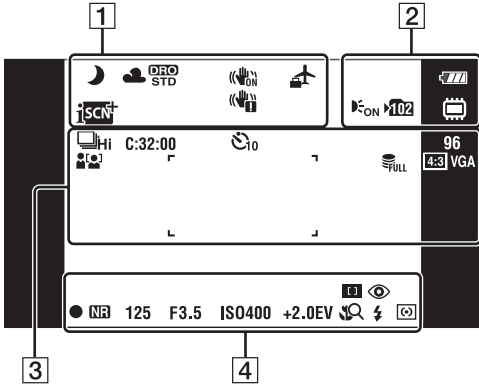 1 2
DRO
STD ON
iSCN+ ON 102
Hi C:32:00 10 96
FULL 4:3 VGA
NR 125 F3.5 ISO400 +2.0EV
3 4